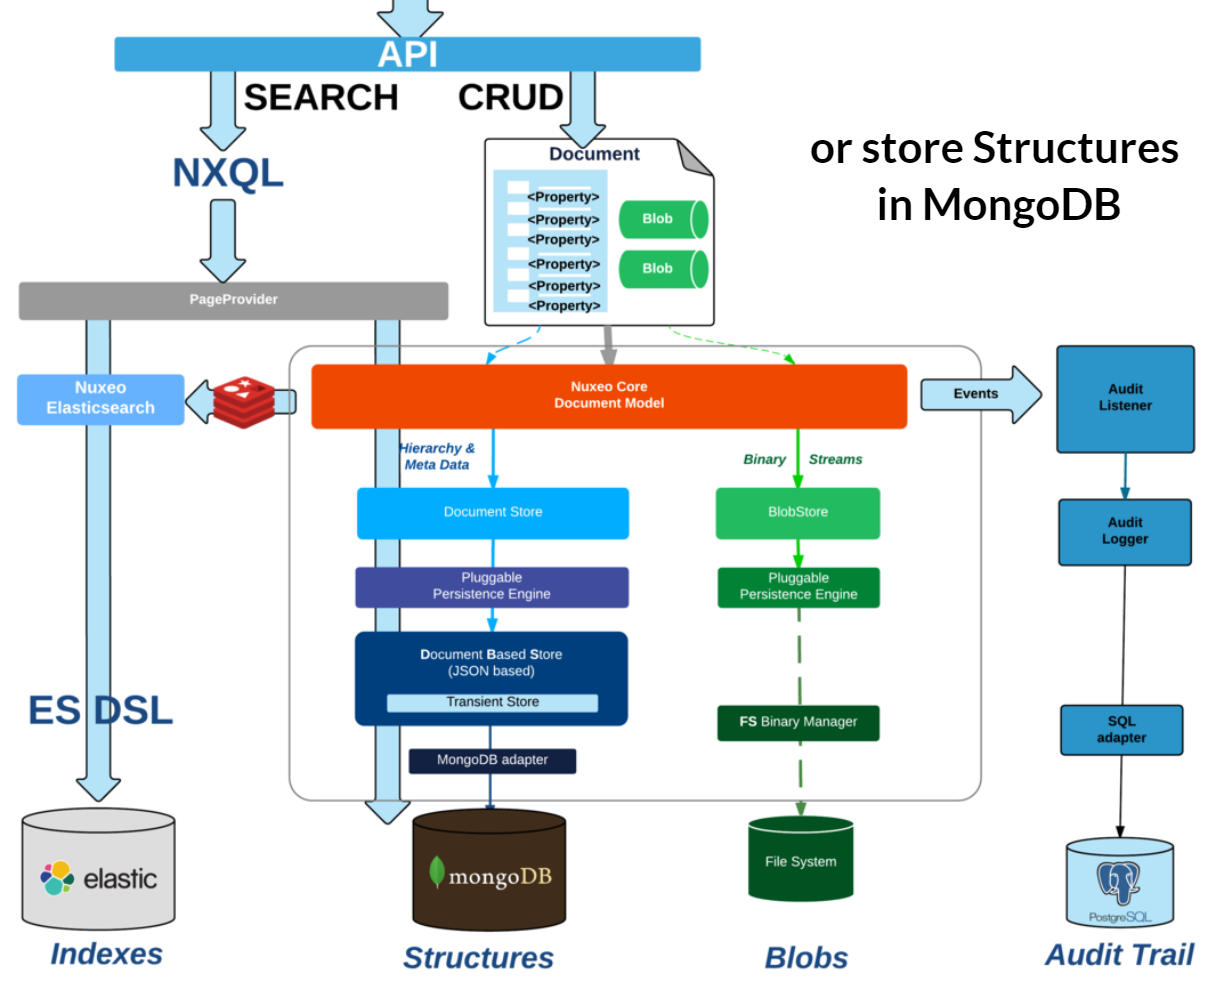 API
SEARCH
CRUD
NXQL
Document
<Property>
<Property>
<Property>
<Property>
<Property>
<Property>
Blob
Blob
or store Structures
in MongoDB
PageProvider
Nuxeo
Elasticsearch
Nuxeo Core
Document Model
Events
Audit
Listener
Hierarchy &
Meta Data
Binary Streams
Document Store
BlobStore
Audit
Logger
Pluggable
Persistence Engine
Pluggable
Persistence Engine
Document Based Store
(JSON based)
Transient Store
ES DSL
FS Binary Manager
SQL
adapter
MongoDB adapter
elastic
mongoDB
File System
PostgreSQL
Indexes
Structures
Blobs
Audit Trail